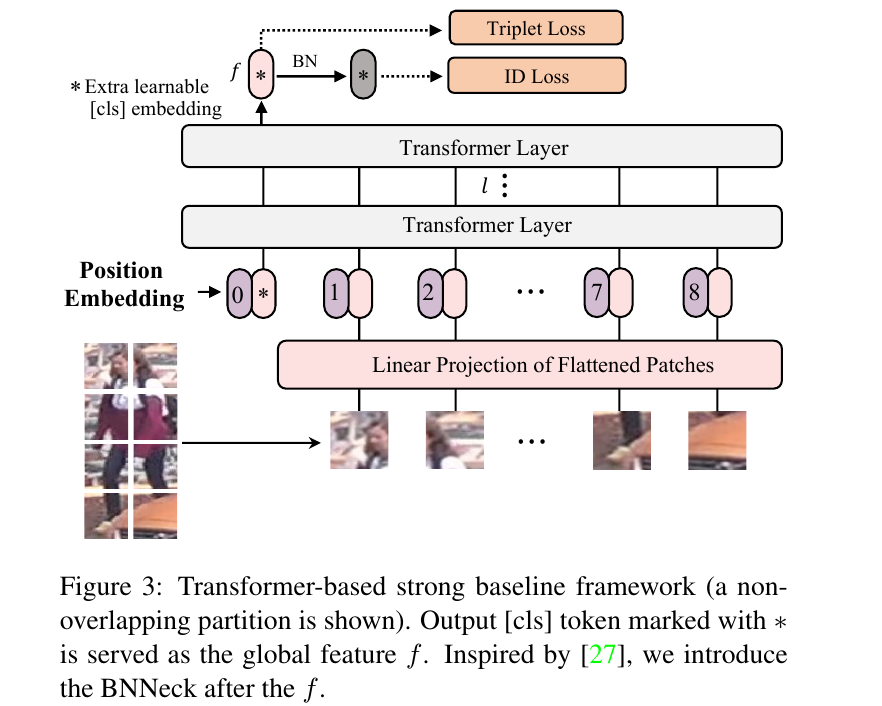 Triplet Loss
f * BN * ID Loss
* Extra learnable
[cls] embedding
Transformer Layer
l ⋮
Transformer Layer
Position
Embedding
0 * 1 2 ··· 7 8
Linear Projection of Flattened Patches
···
Figure 3: Transformer-based strong baseline framework (a non-
overlapping partition is shown). Output [cls] token marked with ∗
is served as the global feature f. Inspired by [27], we introduce
the BNNeck after the f.